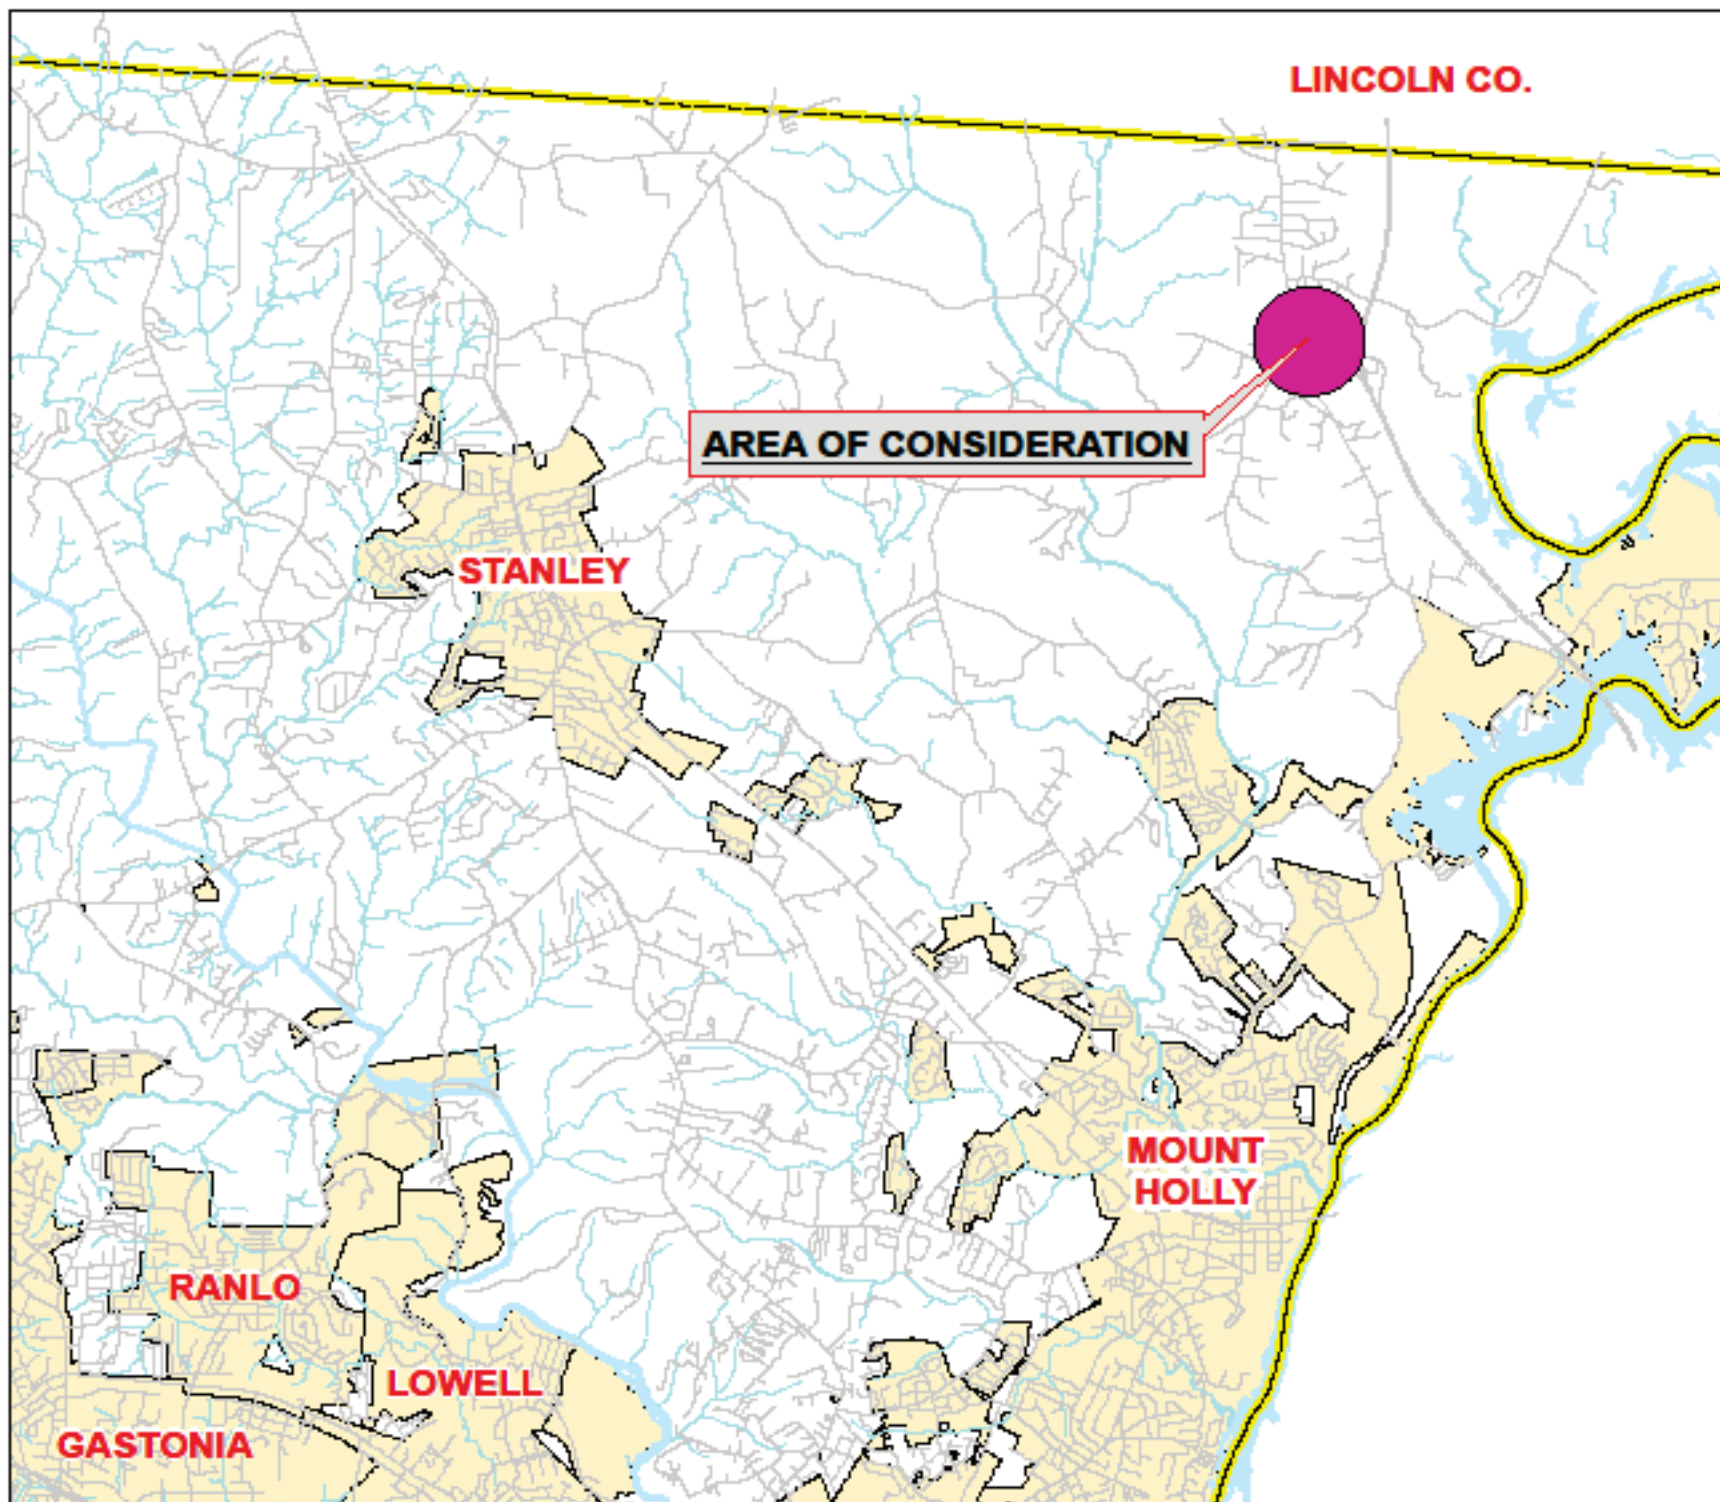 LINCOLN CO.
AREA OF CONSIDERATION
STANLEY
MOUNT
HOLLY
RANLO
LOWELL
GASTONIA